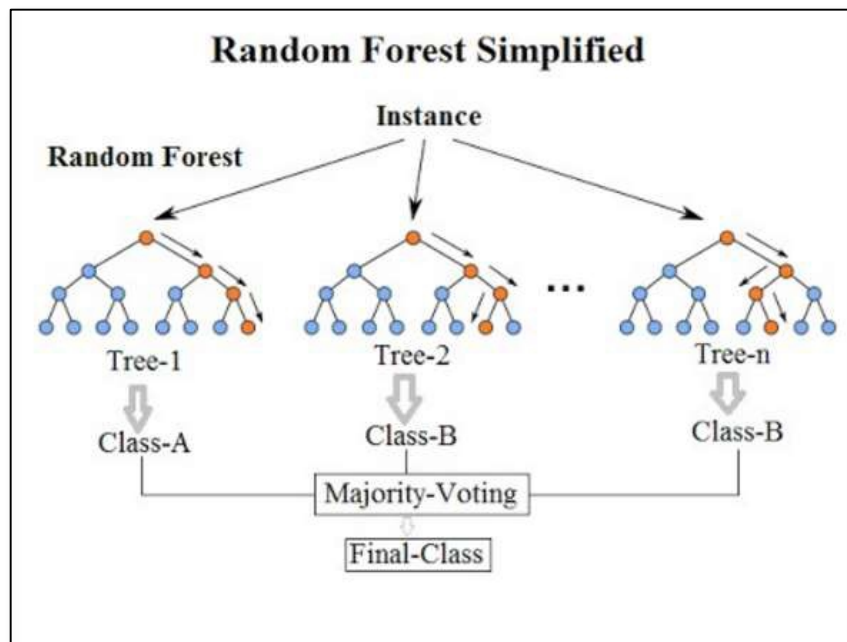 Random Forest Simplified
Instance
Random Forest
...
Tree-1 Tree-2 Tree-n
Class-A Class-B Class-B
Majority-Voting
Final-Class